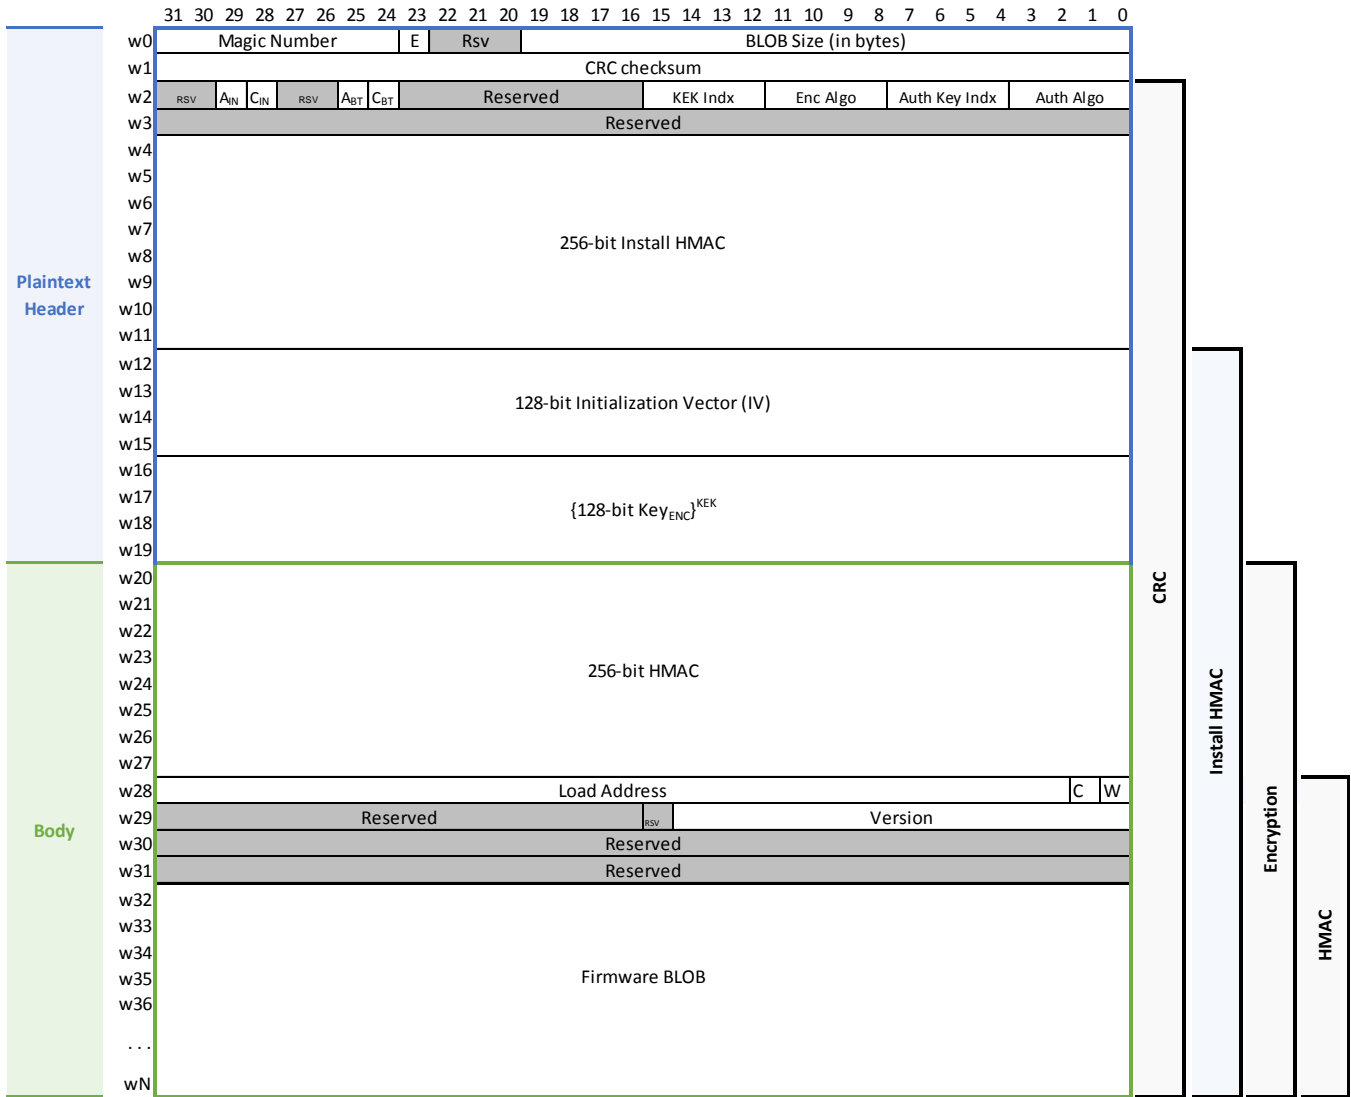 31 30 29 28 27 26 25 24 23 22 21 20 19 18 17 16 15 14 13 12 11 10 9 8 7 6 5 4 3 2 1 0
w0 Magic Number E Rsv BLOB Size (in bytes)
w1 CRC checksum
w2 RSV AIN CIN RSV ABT CBT Reserved KEK Indx Enc Algo Auth Key Indx Auth Algo
w3 Reserved
w4
w5
w6
w7
256-bit Install HMAC
w8
w9
Plaintext
Header
w10
w11
w12
w13
128-bit Initialization Vector (IV)
w14
w15
w16
w17
{128-bit KeyENC}KEK
w18
w19
w20
w21
w22
w23
256-bit HMAC
w24
w25
w26
w27
w28 Load Address C W
w29 Reserved RSV Version
Body
w30 Reserved
w31 Reserved
w32
w33
w34
w35 Firmware BLOB
w36
...
wN
CRC
Install HMAC
Encryption
HMAC